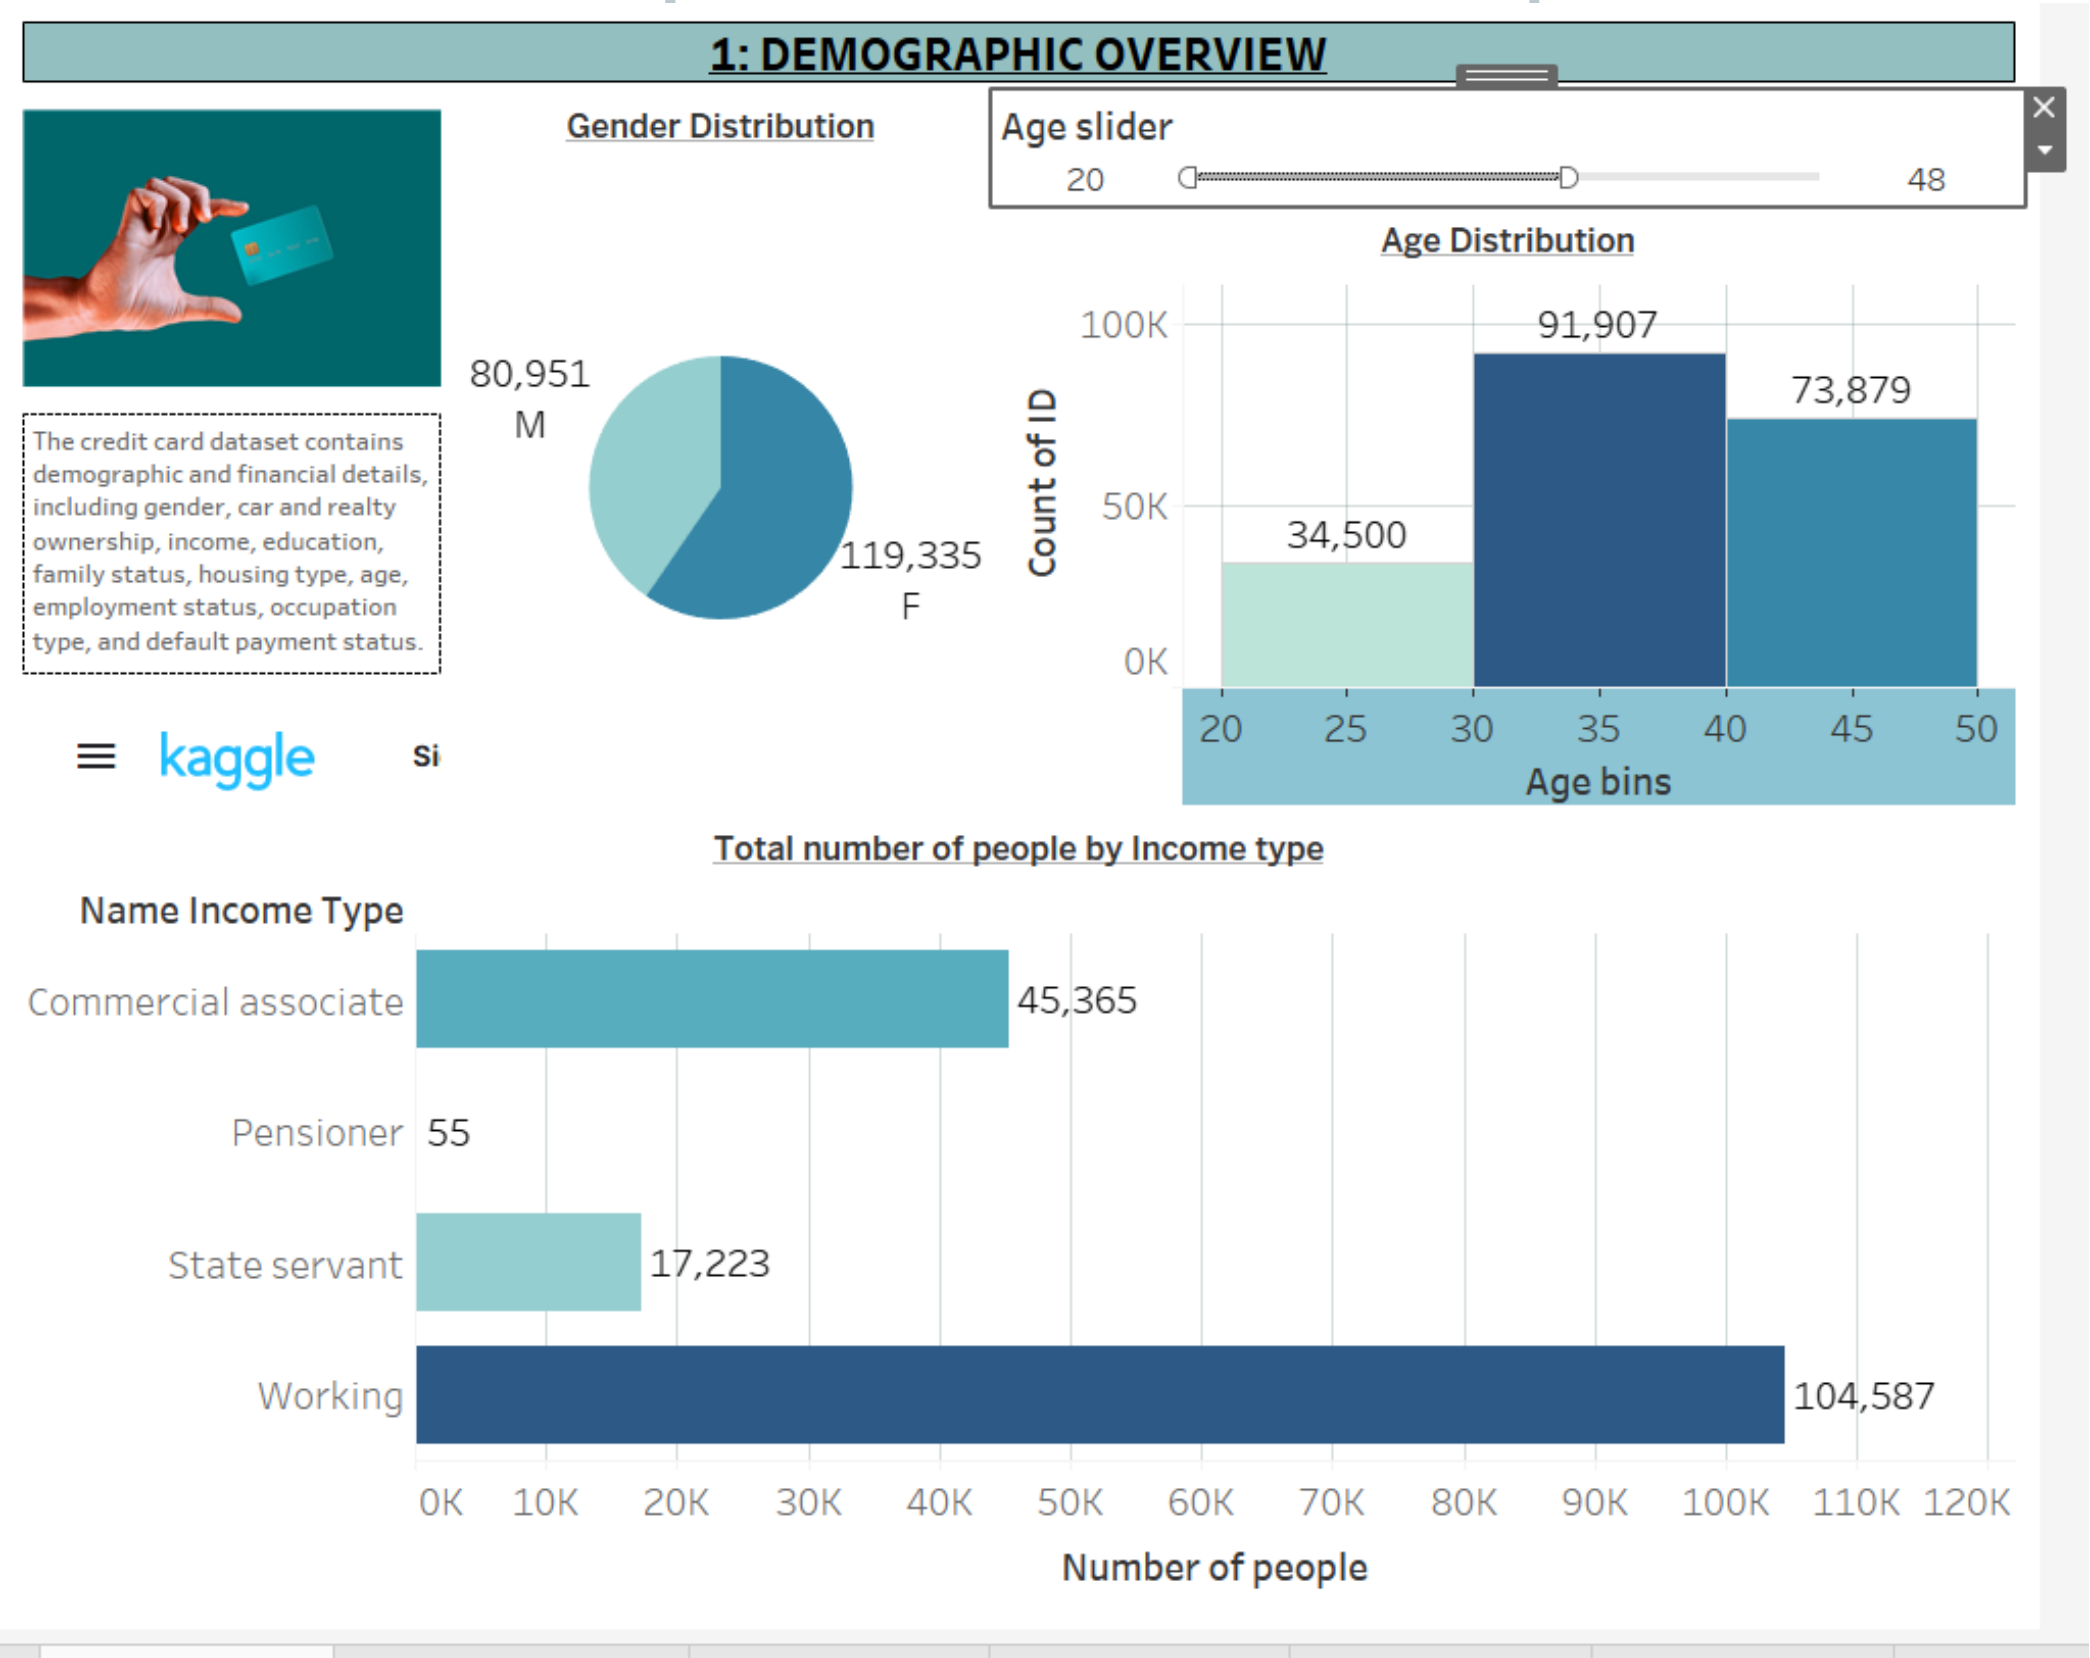 1: DEMOGRAPHIC OVERVIEW
Gender Distribution
80,951
M
119,335
F
Age slider
20
48
Age Distribution
Count of ID
100K
50K
0K
34,500
91,907
73,879
20 25 30 35 40 45 50
Age bins
The credit card dataset contains
demographic and financial details,
including gender, car and realty
ownership, income, education,
family status, housing type, age,
employment status, occupation
type, and default payment status.
kaggle
Si
Total number of people by Income type
Name Income Type
Commercial associate 45,365
Pensioner 55
State servant 17,223
Working 104,587
0K 10K 20K 30K 40K 50K 60K 70K 80K 90K 100K 110K 120K
Number of people